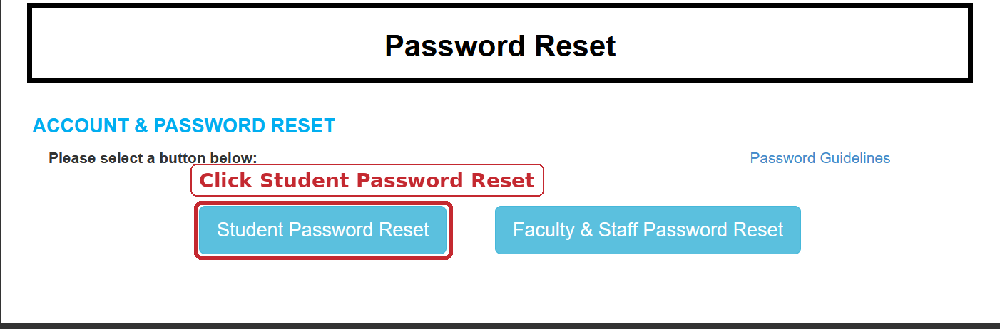 Password Reset
ACCOUNT & PASSWORD RESET
Please select a button below:
Password Guidelines
Click Student Password Reset
Student Password Reset
Faculty & Staff Password Reset